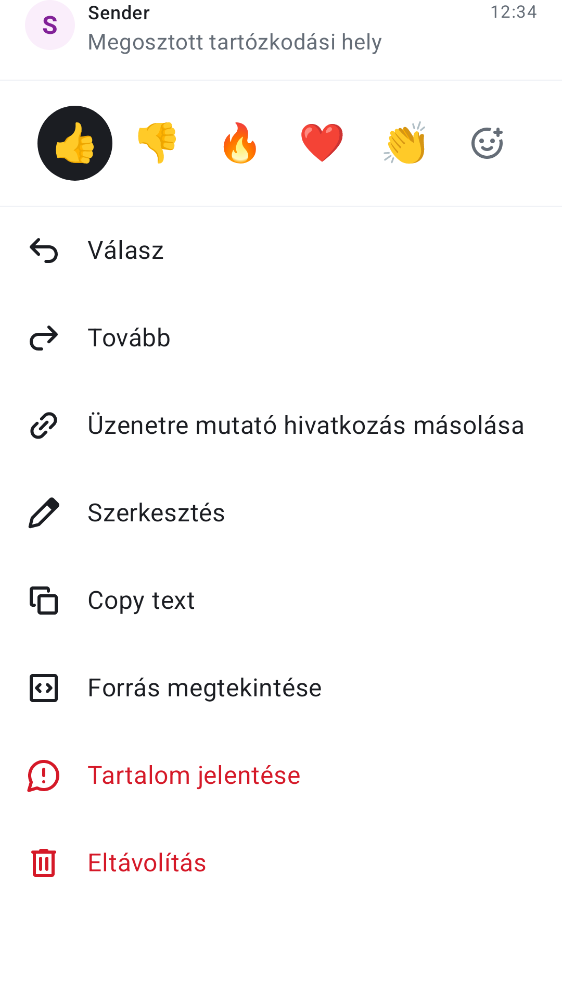 S
Sender
12:34
Megosztott tartózkodási hely
Válasz
Tovább
Üzenetre mutató hivatkozás másolása
Szerkesztés
Copy text
Forrás megtekintése
Tartalom jelentése
Eltávolítás